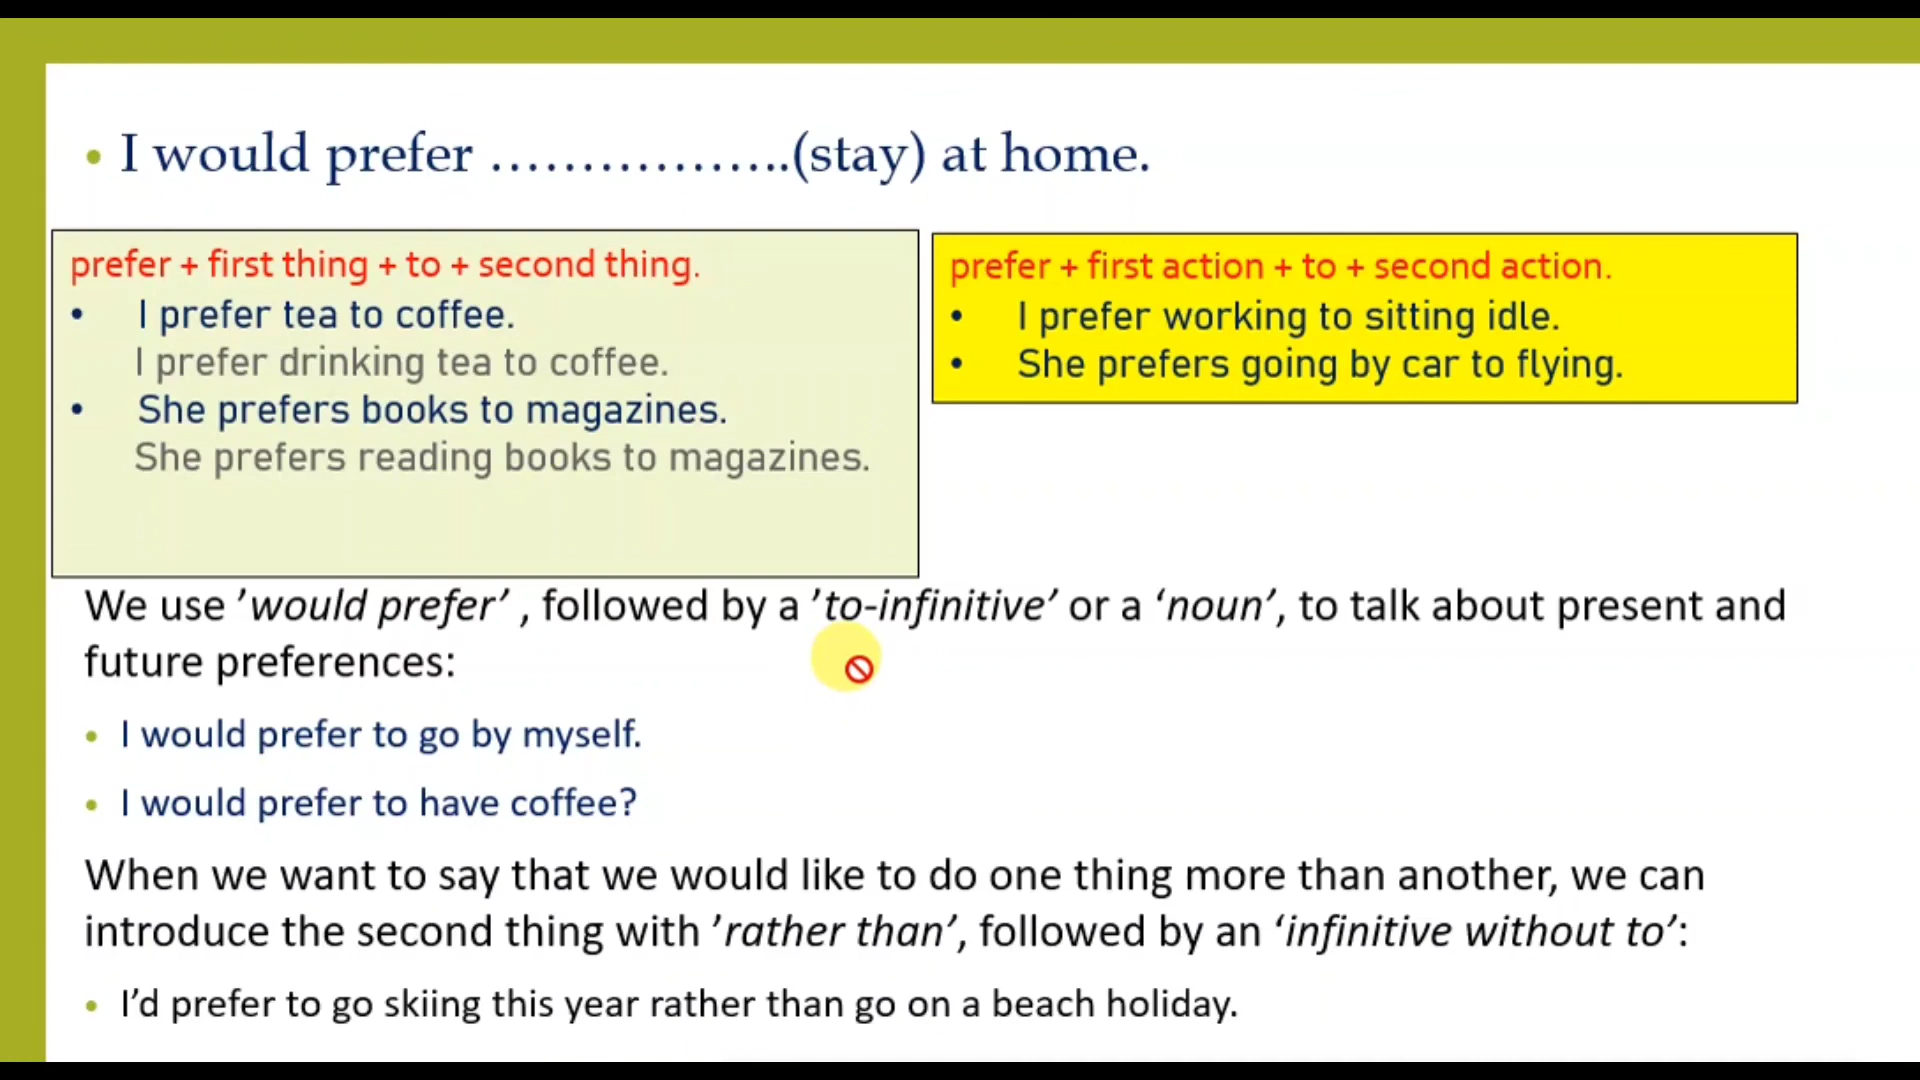 • I would prefer ……………….(stay) at home.
prefer + first thing + to + second thing.
• I prefer tea to coffee.
I prefer drinking tea to coffee.
• She prefers books to magazines.
She prefers reading books to magazines.
prefer + first action + to + second action.
• I prefer working to sitting idle.
• She prefers going by car to flying.
We use ’would prefer’ , followed by a ’to-infinitive’ or a ‘noun’, to talk about present and
future preferences:
• I would prefer to go by myself.
• I would prefer to have coffee?
When we want to say that we would like to do one thing more than another, we can
introduce the second thing with ’rather than’, followed by an ‘infinitive without to’:
• I’d prefer to go skiing this year rather than go on a beach holiday.